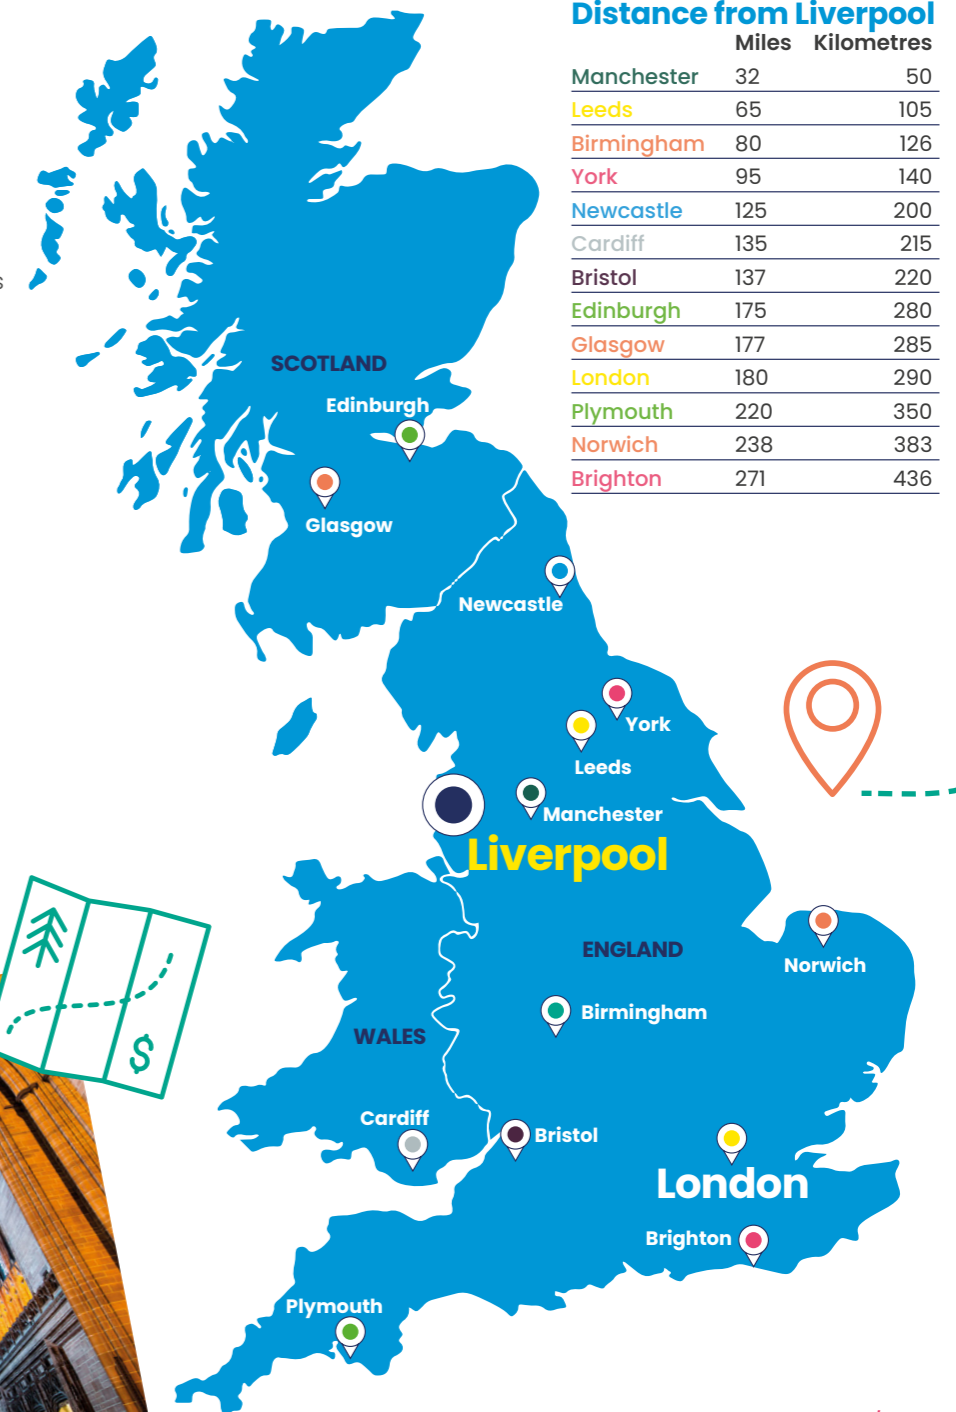 Distance from Liverpool
Miles Kilometres
Manchester 32 50
Leeds 65 105
Birmingham 80 126
York 95 140
Newcastle 125 200
Cardiff 135 215
Bristol 137 220
Edinburgh 175 280
Glasgow 177 285
London 180 290
Plymouth 220 350
Norwich 238 383
Brighton 271 436
s
SCOTLAND
Edinburgh
Glasgow
Newcastle
York
Leeds
Manchester
Liverpool
ENGLAND
Norwich
Birmingham
WALES
$
Cardiff
Bristol
London
Brighton
Plymouth